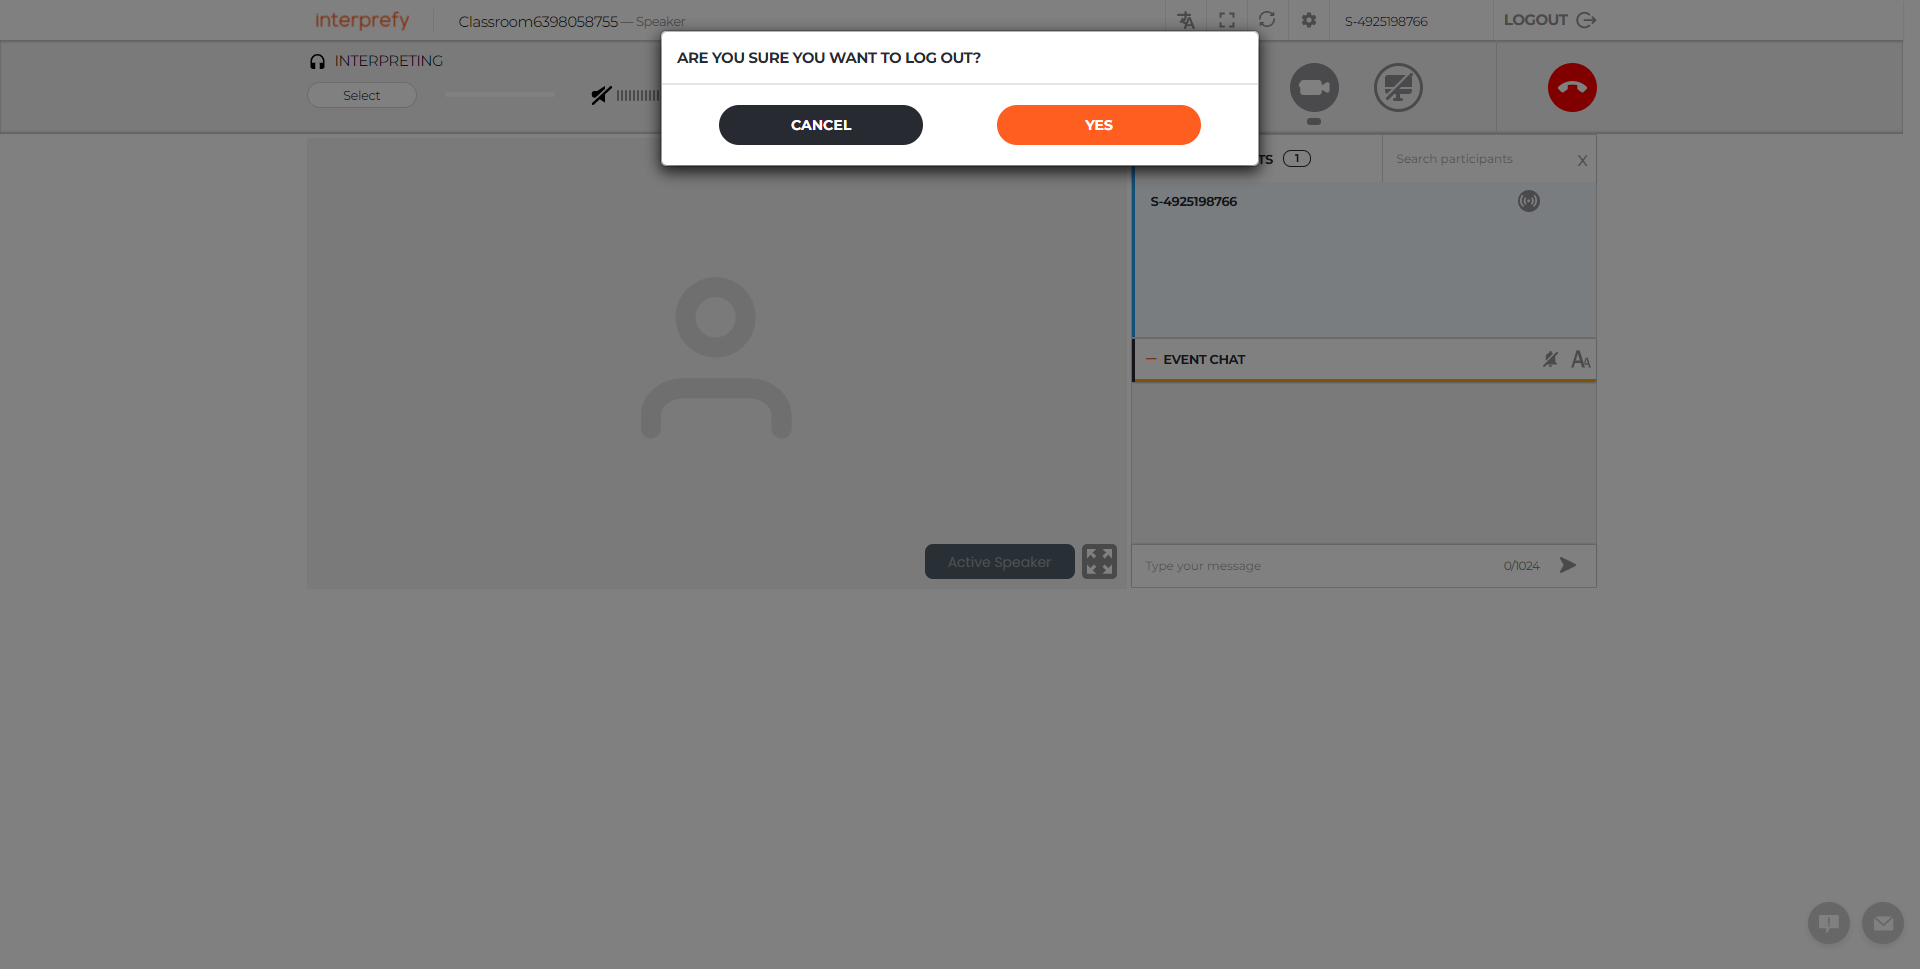 interprefy
Classroom6398058755 — Speaker
S-4925198766
LOGOUT
ARE YOU SURE YOU WANT TO LOG OUT?
CANCEL
YES
INTERPRETING
Select
TS 1
Search participants
X
S-4925198766
EVENT CHAT
Active Speaker
Type your message
0/1024